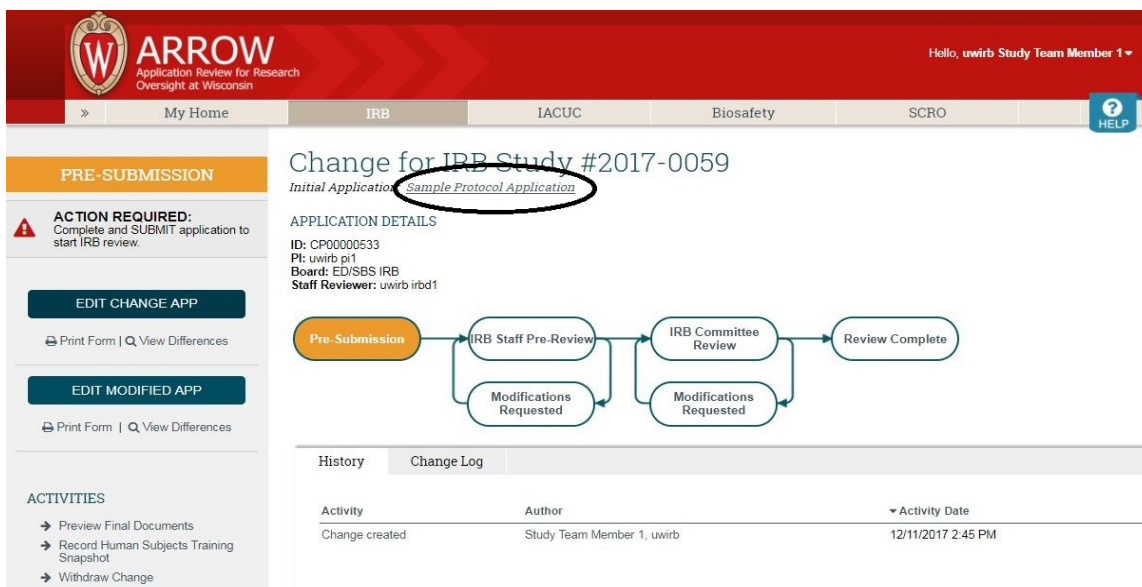 W
ARROW
Application Review for Research
Oversight at Wisconsin
Hello, uwirb Study Team Member 1
» My Home IRB IACUC Biosafety SCRO
? HELP
PRE-SUBMISSION
ACTION REQUIRED:
Complete and SUBMIT application to
start IRB review.
EDIT CHANGE APP
Print Form | View Differences
EDIT MODIFIED APP
Print Form | View Differences
ACTIVITIES
Preview Final Documents
Record Human Subjects Training
Snapshot
Withdraw Change
Change for IRB Study #2017-0059
Initial Application: Sample Protocol Application
APPLICATION DETAILS
ID: CP00000533
PI: uwirb pi1
Board: ED/SBS IRB
Staff Reviewer: uwirb irbd1
Pre-Submission
IRB Staff Pre-Review
IRB Committee
Review
Review Complete
Modifications
Requested
Modifications
Requested
History Change Log
Activity Author Activity Date
Change created Study Team Member 1, uwirb 12/11/2017 2:45 PM